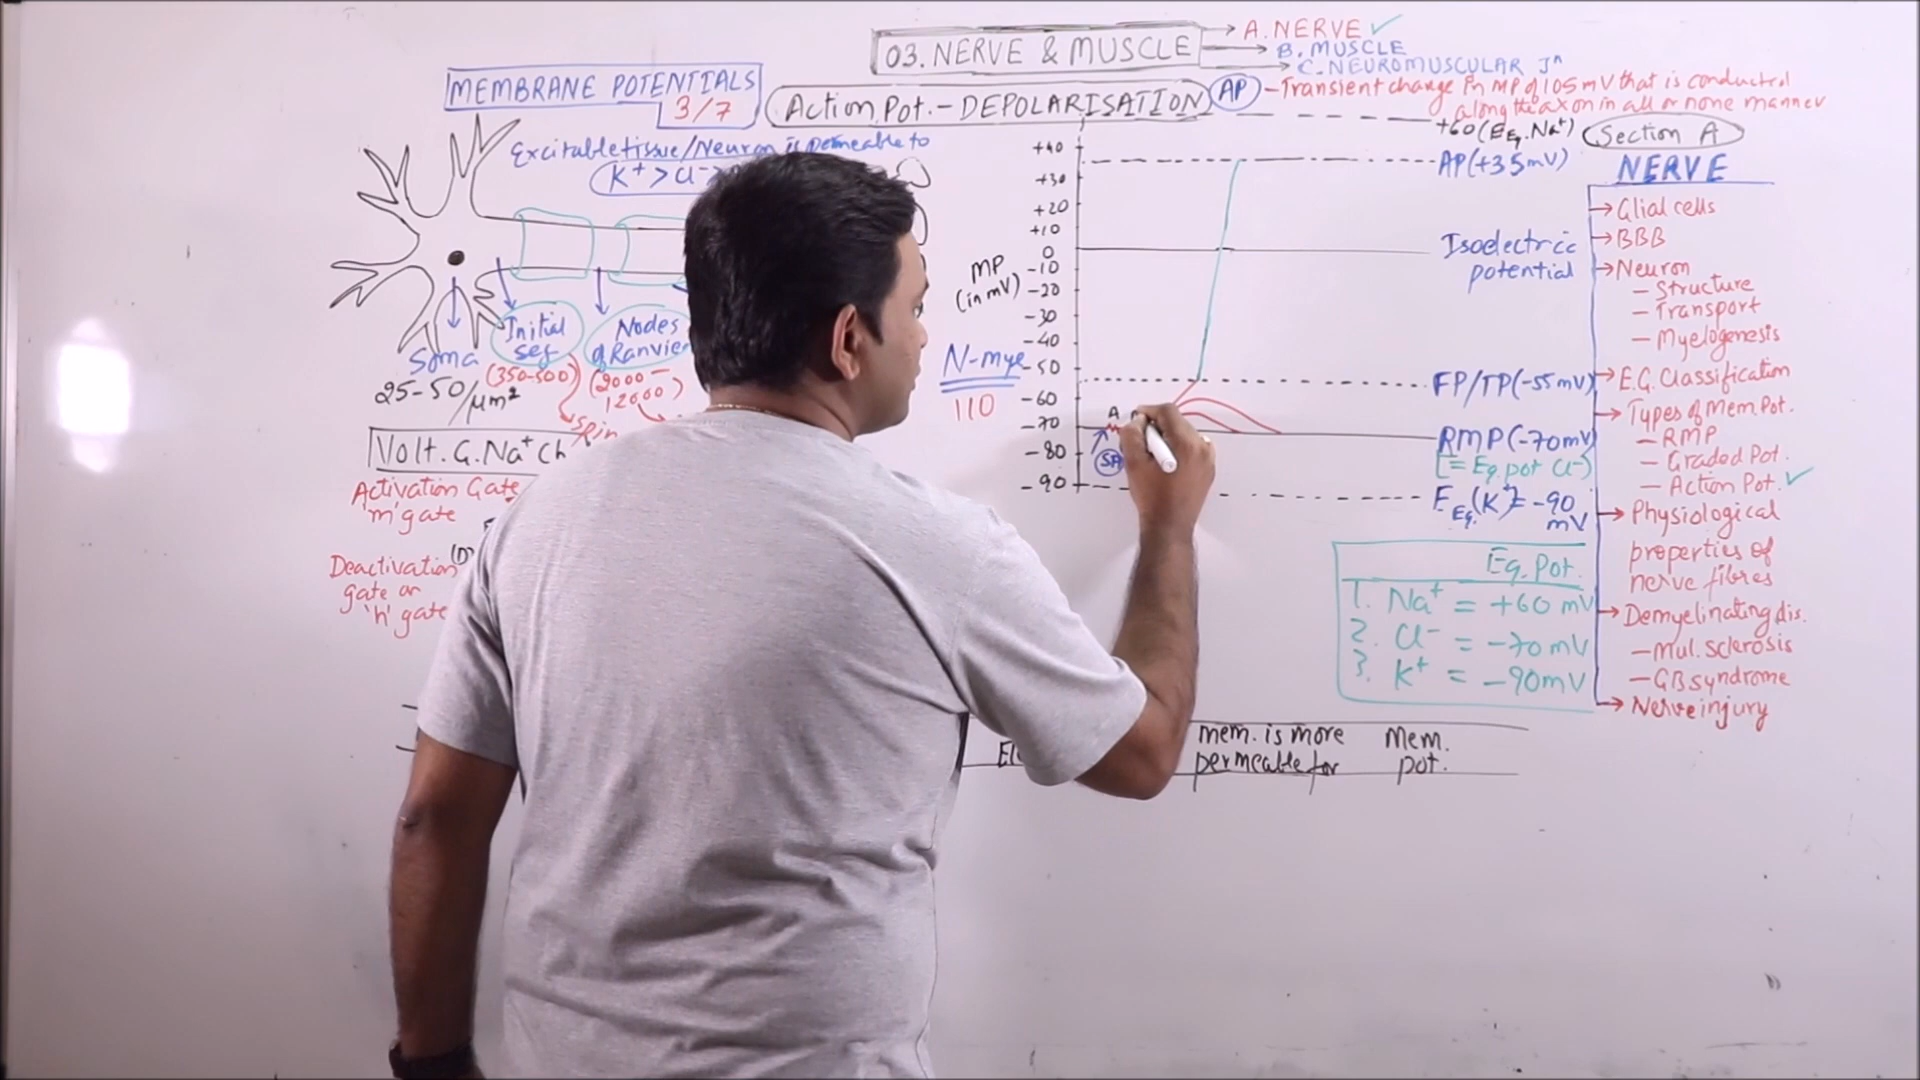 03. NERVE & MUSCLE
A. NERVE ✓
B. MUSCLE
C. NEUROMUSCULAR Jn
MEMBRANE POTENTIALS
3/7
Action Pot. - DEPOLARISATION
AP - Transient change in MP of 105 mV that is conducted
along the axon in all or none manner
Excitable tissue/Neuron is permeable to
K+ > Cl- >
Soma
25-50/μm²
Initial
seg
(350-500)
Nodes
of Ranvier
(2000-
12000)
N-mye
110
Volt. G. Na+ Ch
Activation Gate
'm' gate
Deactivation
gate or
'h' gate
(D)
MP
(in mV)
+40
+30
+20
+10
0
-10
-20
-30
-40
-50
-60
-70
-80
-90
A
SA
+60 (E Eq. Na+)
AP (+35 mV)
Isoelectric
potential
FP/TP (-55 mV)
RMP (-70 mV)
[= Eq. pot Cl-)
E Eq. (K+) = -90
mV
Eq. Pot.
1. Na+ = +60 mV
2. Cl- = -70 mV
3. K+ = -90 mV
mem. is more
permeable for
Mem.
pot.
Section A
NERVE
→ Glial cells
→ BBB
→ Neuron
- Structure
- Transport
- Myelogenesis
→ E.G. Classification
→ Types of Mem Pot.
- RMP
- Graded Pot.
- Action Pot. ✓
→ Physiological
properties of
nerve fibres
→ Demyelinating dis.
- Mul. sclerosis
- GB syndrome
→ Nerve injury